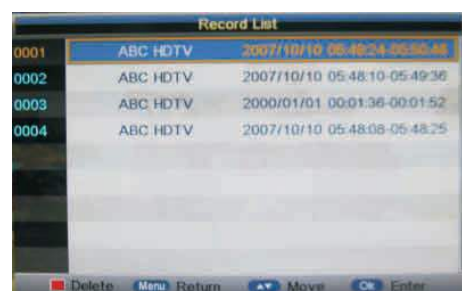 Record List
0001 ABC HDTV 2007/10/10 05:49:24-05:50:46
0002 ABC HDTV 2007/10/10 05:48:10-05:49:36
0003 ABC HDTV 2000/01/01 00:01:36-00:01:52
0004 ABC HDTV 2007/10/10 05:48:08-05:48:25
Delete Menu Return ▲▼ Move OK Enter